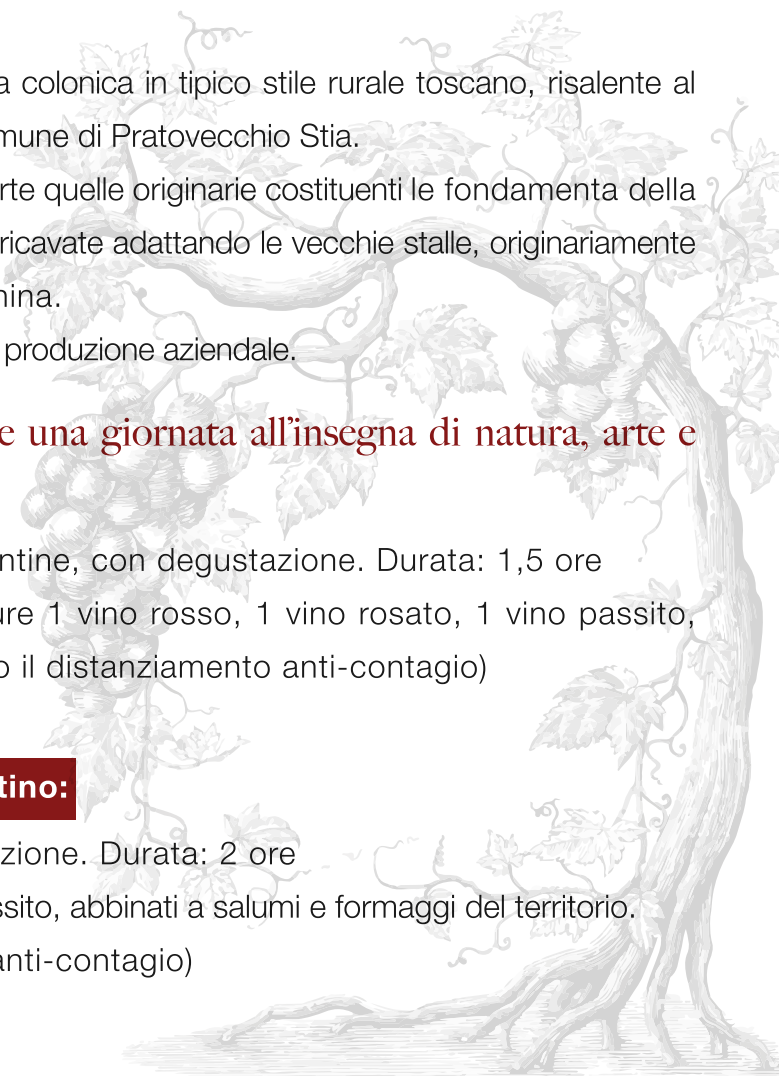 a colonica in tipico stile rurale toscano, risalente al
mune di Pratovecchio Stia.
rte quelle originarie costituenti le fondamenta della
ricavate adattando le vecchie stalle, originariamente
nina.
produzione aziendale.
e una giornata all’insegna di natura, arte e
ntine, con degustazione. Durata: 1,5 ore
ure 1 vino rosso, 1 vino rosato, 1 vino passito,
o il distanziamento anti-contagio)
tino:
zione. Durata: 2 ore
ssito, abbinati a salumi e formaggi del territorio.
anti-contagio)